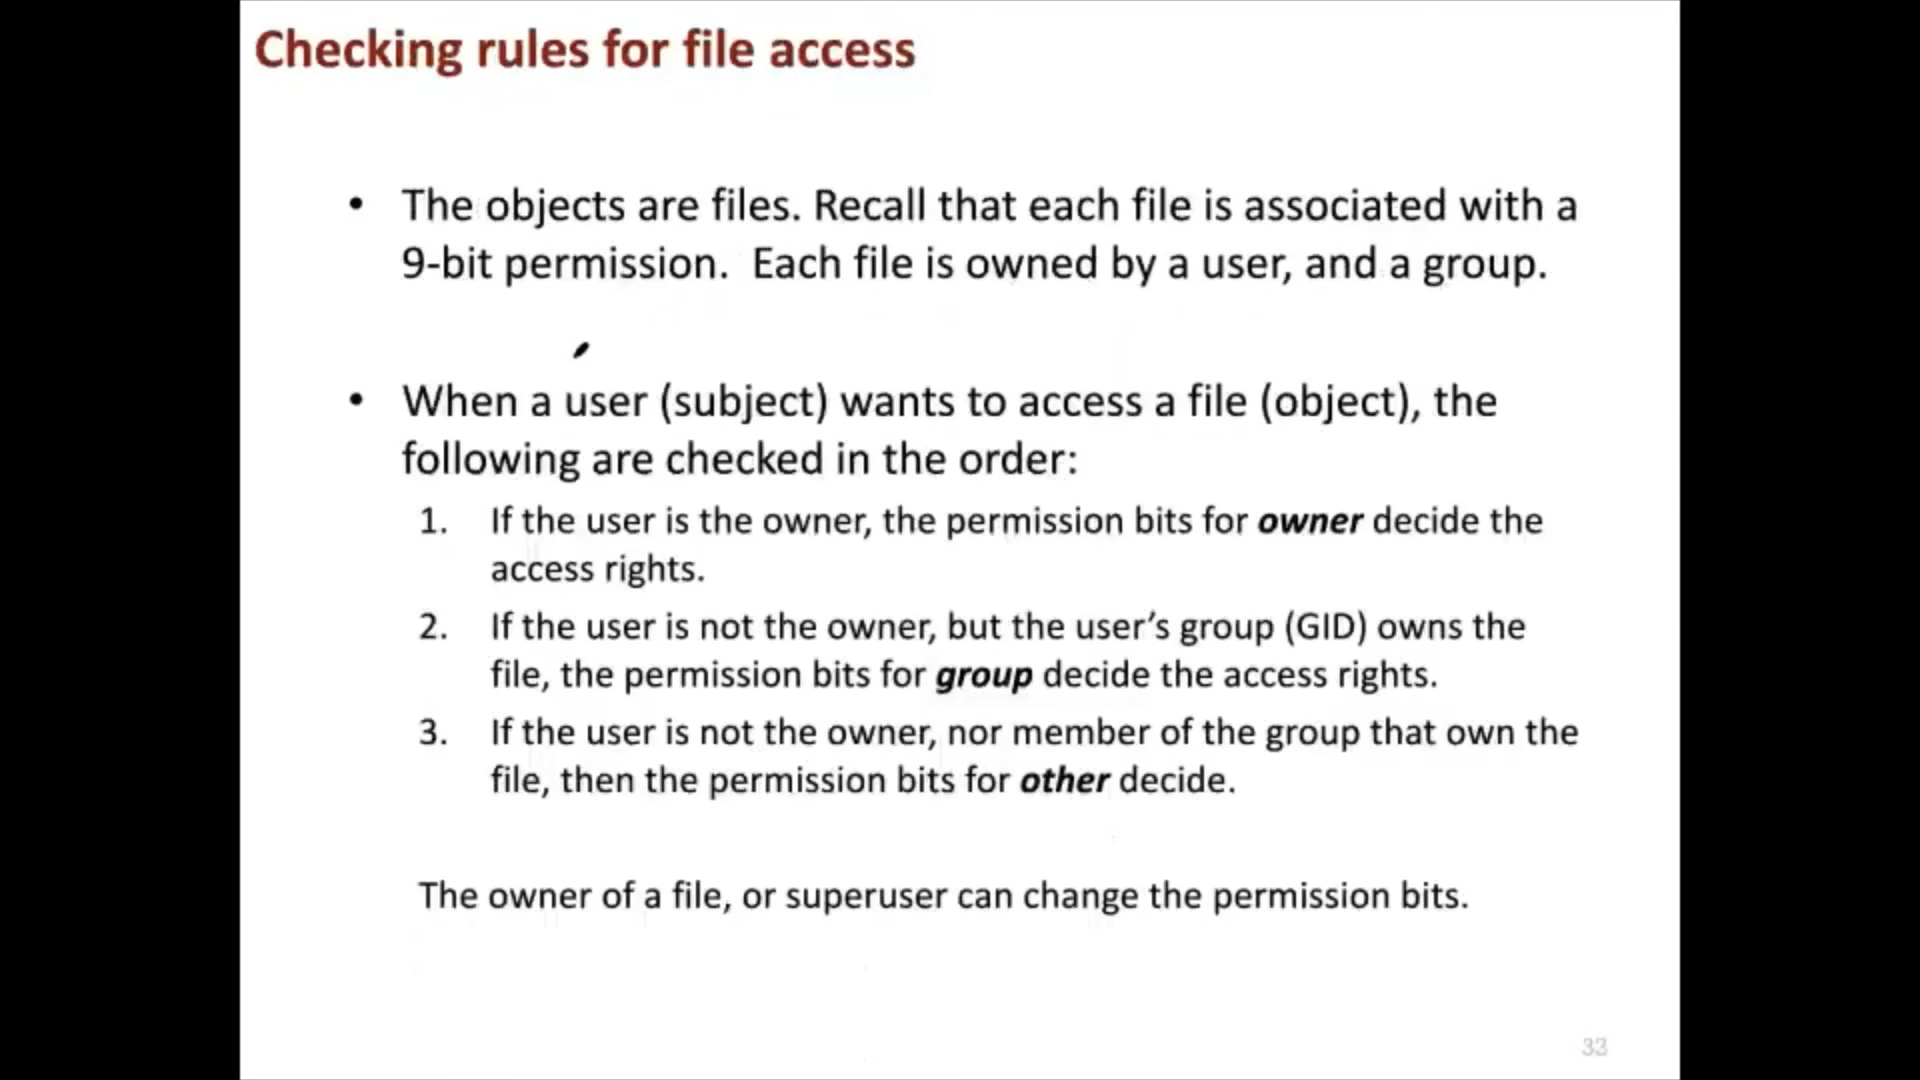 Checking rules for file access
• The objects are files. Recall that each file is associated with a
9-bit permission.  Each file is owned by a user, and a group.
• When a user (subject) wants to access a file (object), the
following are checked in the order:
1. If the user is the owner, the permission bits for owner decide the
access rights.
2. If the user is not the owner, but the user’s group (GID) owns the
file, the permission bits for group decide the access rights.
3. If the user is not the owner, nor member of the group that own the
file, then the permission bits for other decide.
The owner of a file, or superuser can change the permission bits.
33